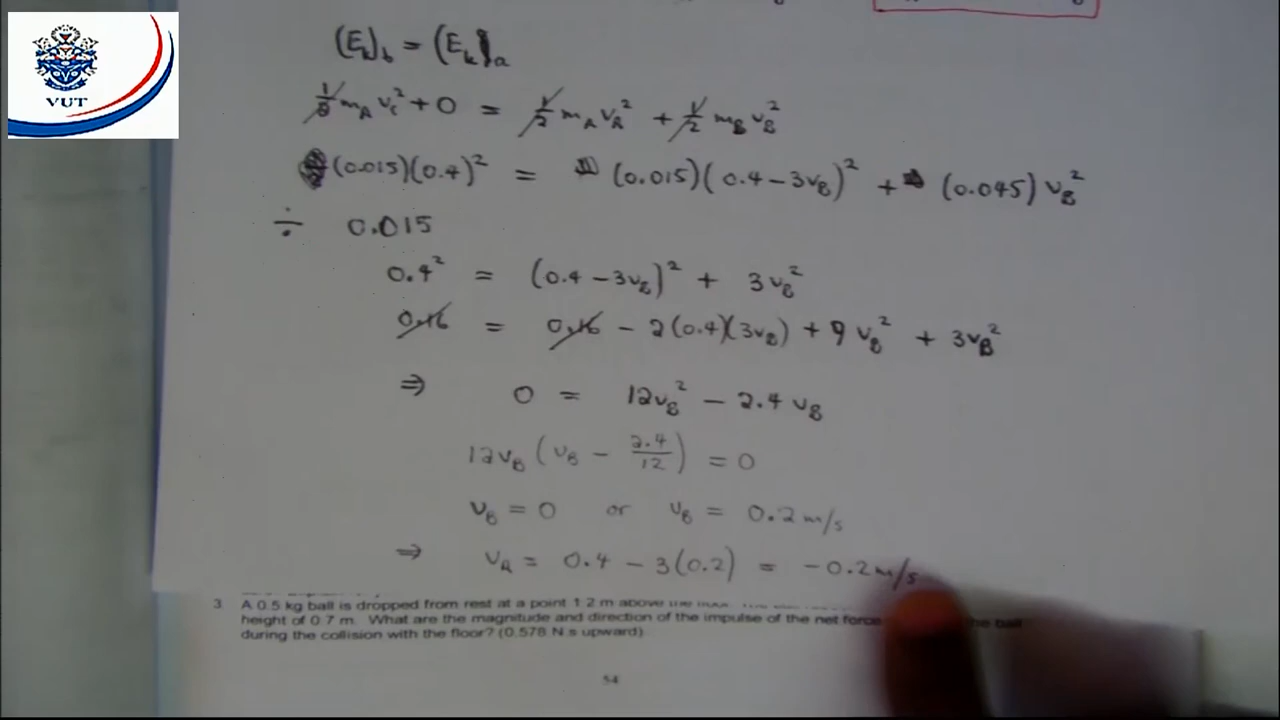 VUT
(E_k)_b = (E_k)_a
1/2 m_A v_i^2 + 0 = 1/2 m_A v_A^2 + 1/2 m_B v_B^2
(0.015)(0.4)^2 = (0.015)(0.4 - 3v_B)^2 + (0.045) v_B^2
÷ 0.015
0.4^2 = (0.4 - 3v_B)^2 + 3v_B^2
0.16 = 0.16 - 2(0.4)(3v_B) + 9v_B^2 + 3v_B^2
⇒ 0 = 12v_B^2 - 2.4 v_B
12v_B (v_B - 2.4/12) = 0
v_B = 0 or v_B = 0.2 m/s
⇒ v_A = 0.4 - 3(0.2) = -0.2 m/s
3 A 0.5 kg ball is dropped from rest at a point 1.2 m above the
height of 0.7 m. What are the magnitude and direction of the impulse of the net force the ball
during the collision with the floor? (0.578 N.s upward)
54